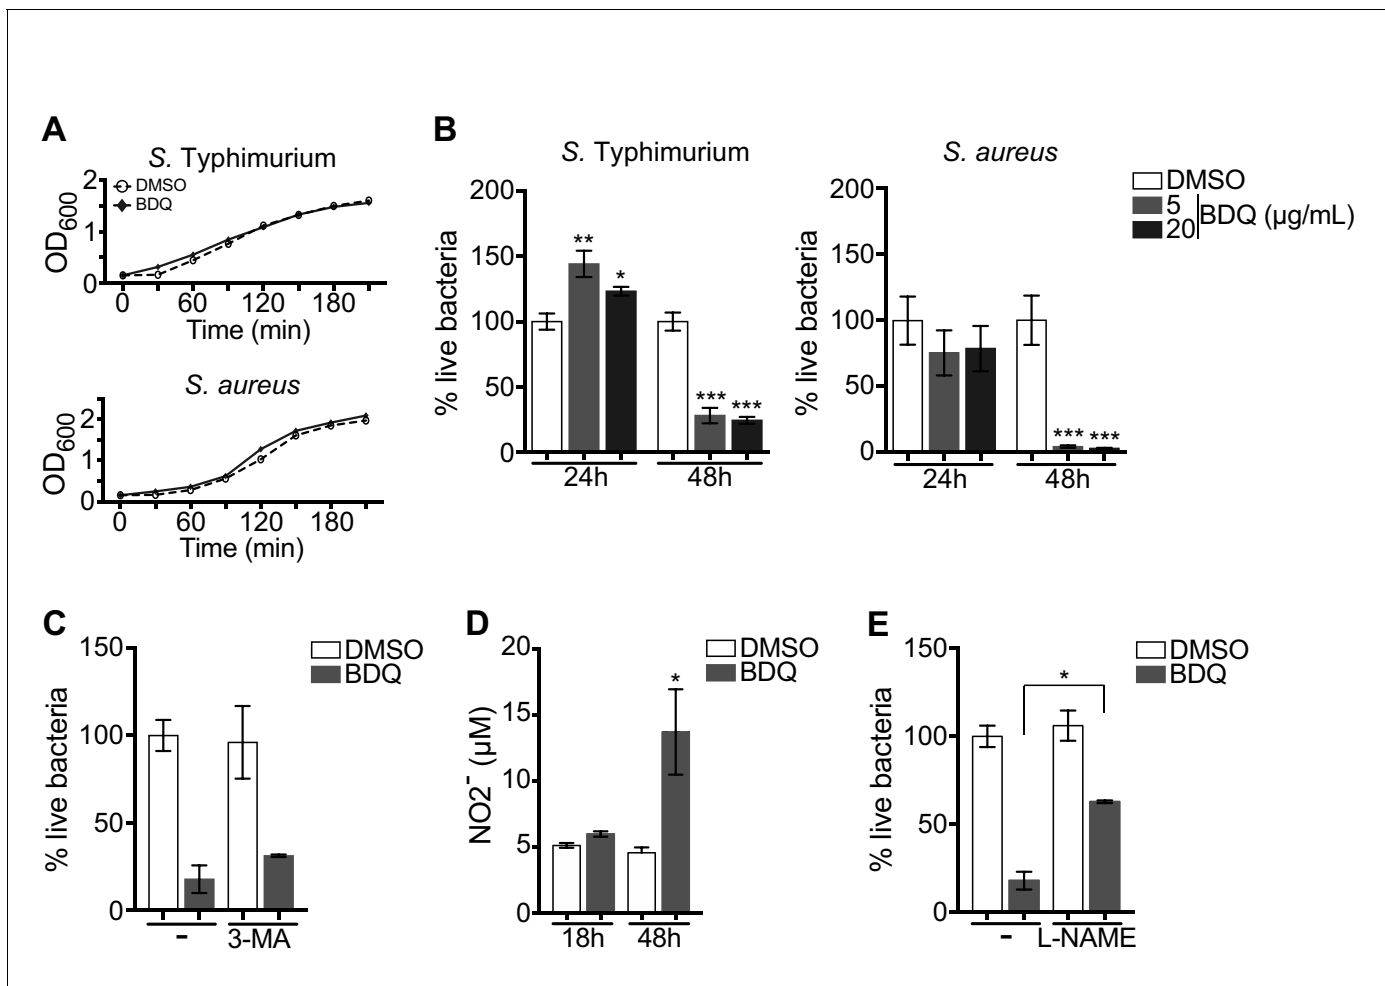 A
S. Typhimurium
2
1
0
OD600
DMSO
BDQ
0 60 120 180
Time (min)
S. aureus
2
1
0
OD600
0 60 120 180
Time (min)
B
S. Typhimurium
200
150
100
50
0
% live bacteria
** *
*** ***
24h 48h
S. aureus
200
150
100
50
0
% live bacteria
*** ***
24h 48h
DMSO
5
20
BDQ (µg/mL)
C
150
100
50
0
% live bacteria
DMSO
BDQ
- 3-MA
D
20
15
10
5
0
NO2⁻ (µM)
DMSO
BDQ
*
18h 48h
E
150
100
50
0
% live bacteria
DMSO
BDQ
*
- L-NAME